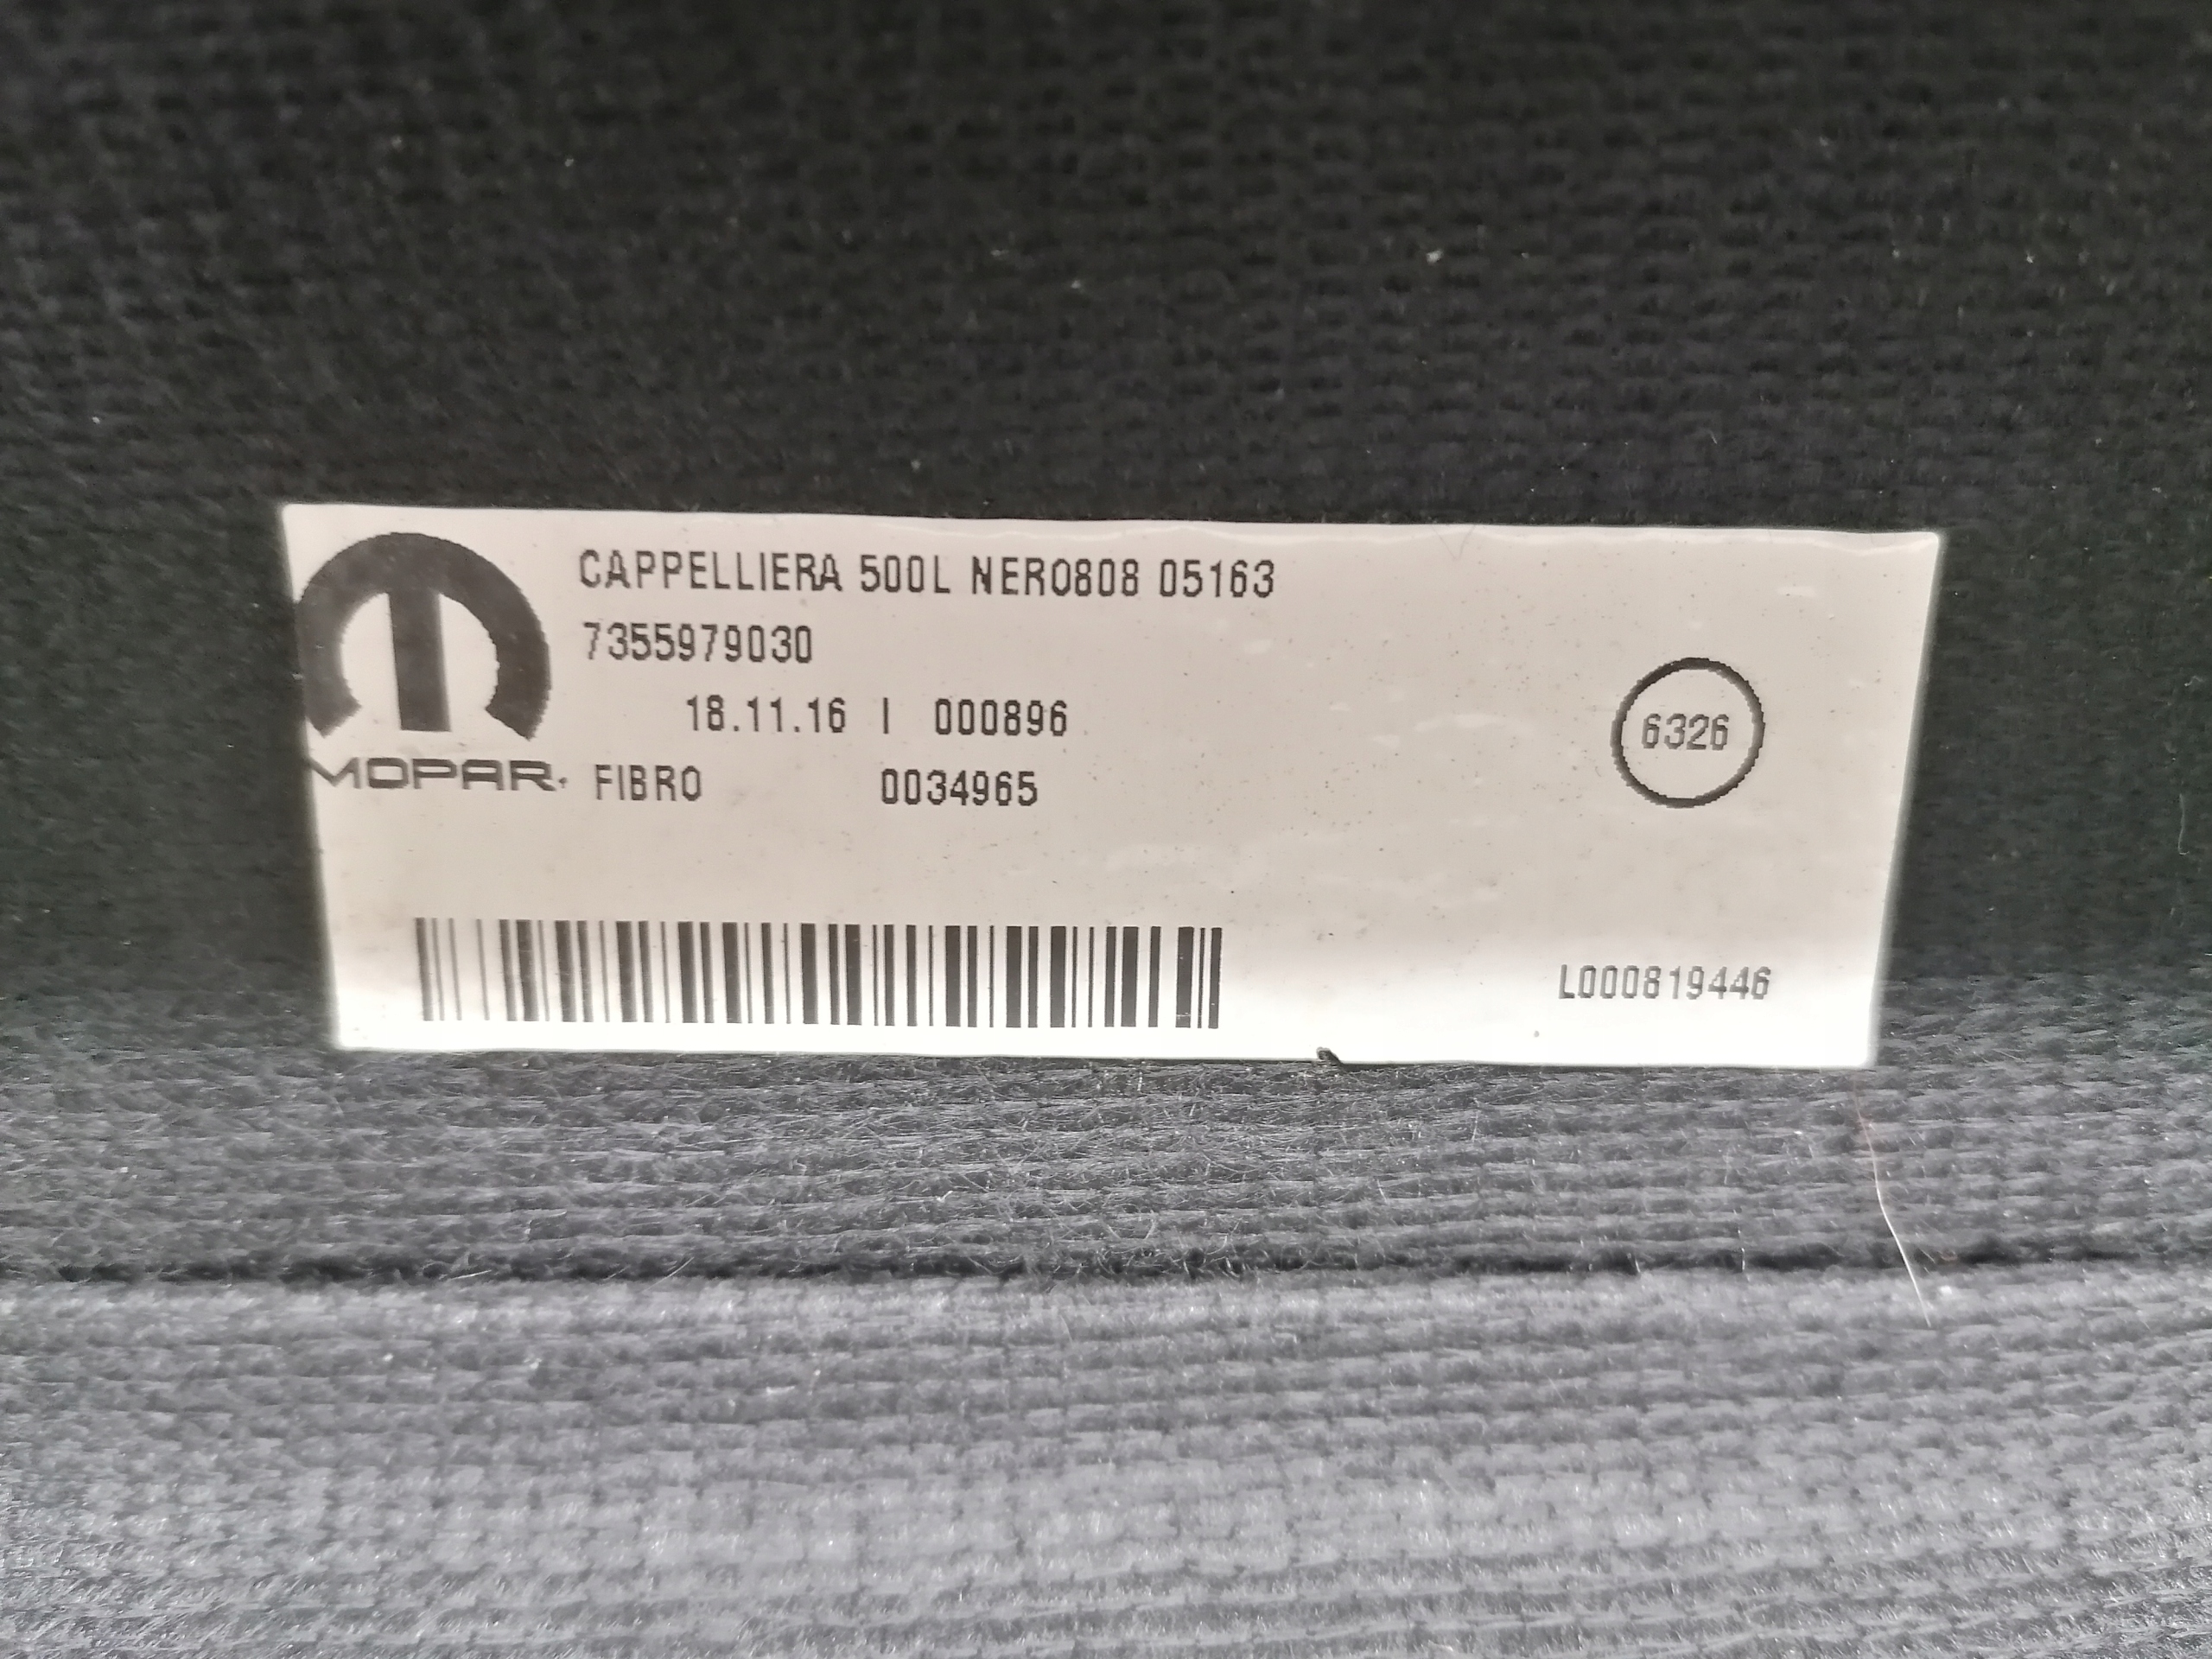 CAPPELLIERA 500L NERO808 05163
7355979030
18.11.16 I 000896
MOPAR. FIBRO 0034965
6326
L000819446